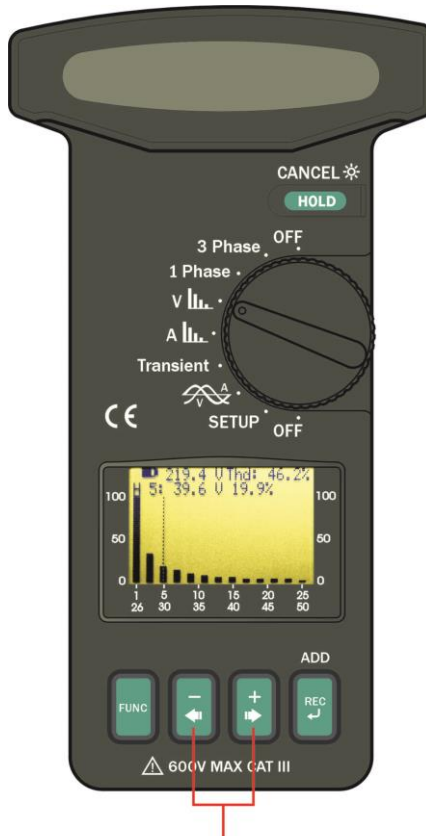 CANCEL
HOLD
OFF
3 Phase
1 Phase
V
A
Transient
A
V
SETUP
OFF
CE
219.4 V Thd: 46.2%
H 5: 39.6 V 19.9%
100 100
50 50
0 0
1 5 10 15 20 25
26 30 35 40 45 50
ADD
FUNC
−
+
REC
⚠ 600V MAX CAT III